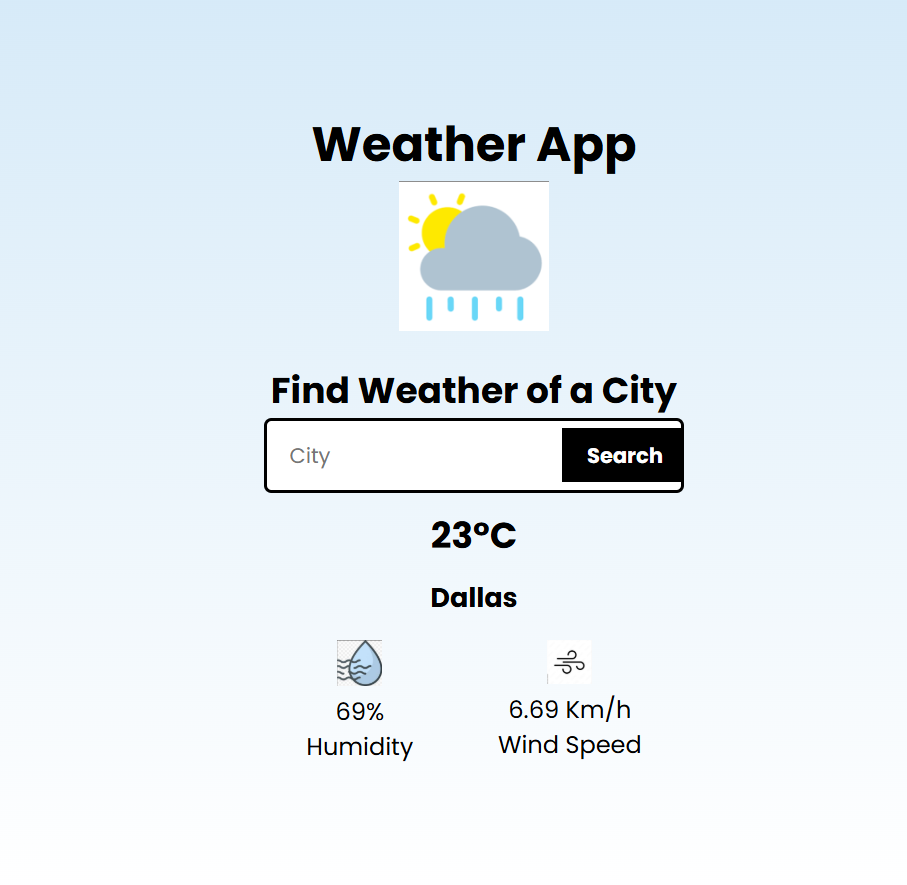 Weather App
Find Weather of a City
City
Search
23°C
Dallas
69%
Humidity
6.69 Km/h
Wind Speed